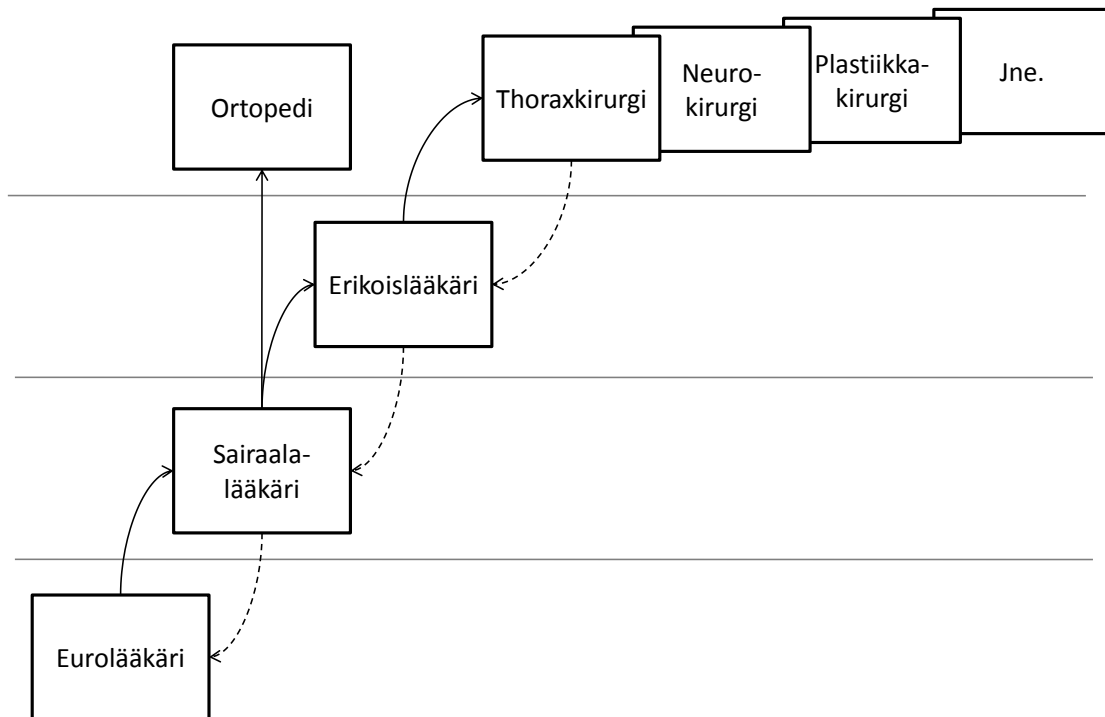 Ortopedi
Thoraxkirurgi
Neuro-
kirurgi
Plastiikka-
kirurgi
Jne.
Erikoislääkäri
Sairaala-
lääkäri
Eurolääkäri